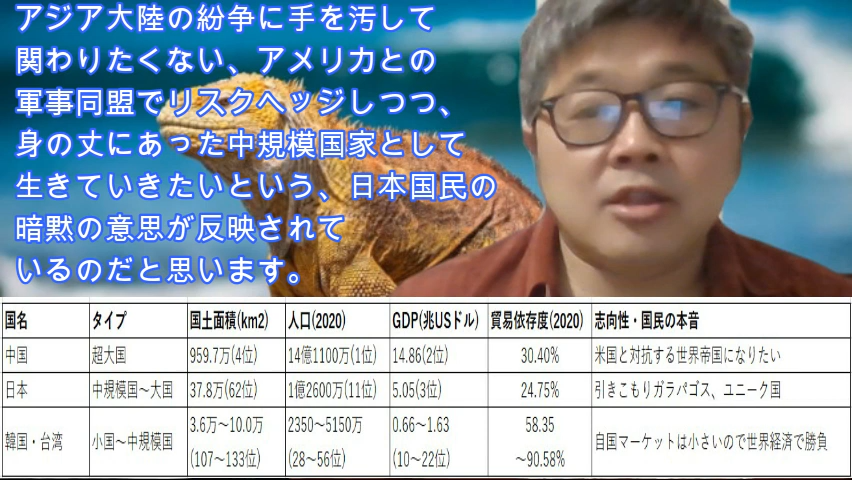 アジア大陸の紛争に手を汚して
関わりたくない、アメリカとの
軍事同盟でリスクヘッジしつつ、
身の丈にあった中規模国家として
生きていきたいという、日本国民の
暗黙の意思が反映されて
いるのだと思います。
国名 タイプ 国土面積(km2) 人口(2020) GDP(兆USドル) 貿易依存度(2020) 志向性・国民の本音
中国 超大国 959.7万(4位) 14億1100万(1位) 14.86(2位) 30.40% 米国と対抗する世界帝国になりたい
日本 中規模国～大国 37.8万(62位) 1億2600万(11位) 5.05(3位) 24.75% 引きこもりガラパゴス、ユニーク国
韓国・台湾 小国～中規模国 3.6万～10.0万 2350～5150万 0.66～1.63 58.35 自国マーケットは小さいので世界経済で勝負
(107～133位) (28～56位) (10～22位) ～90.58%